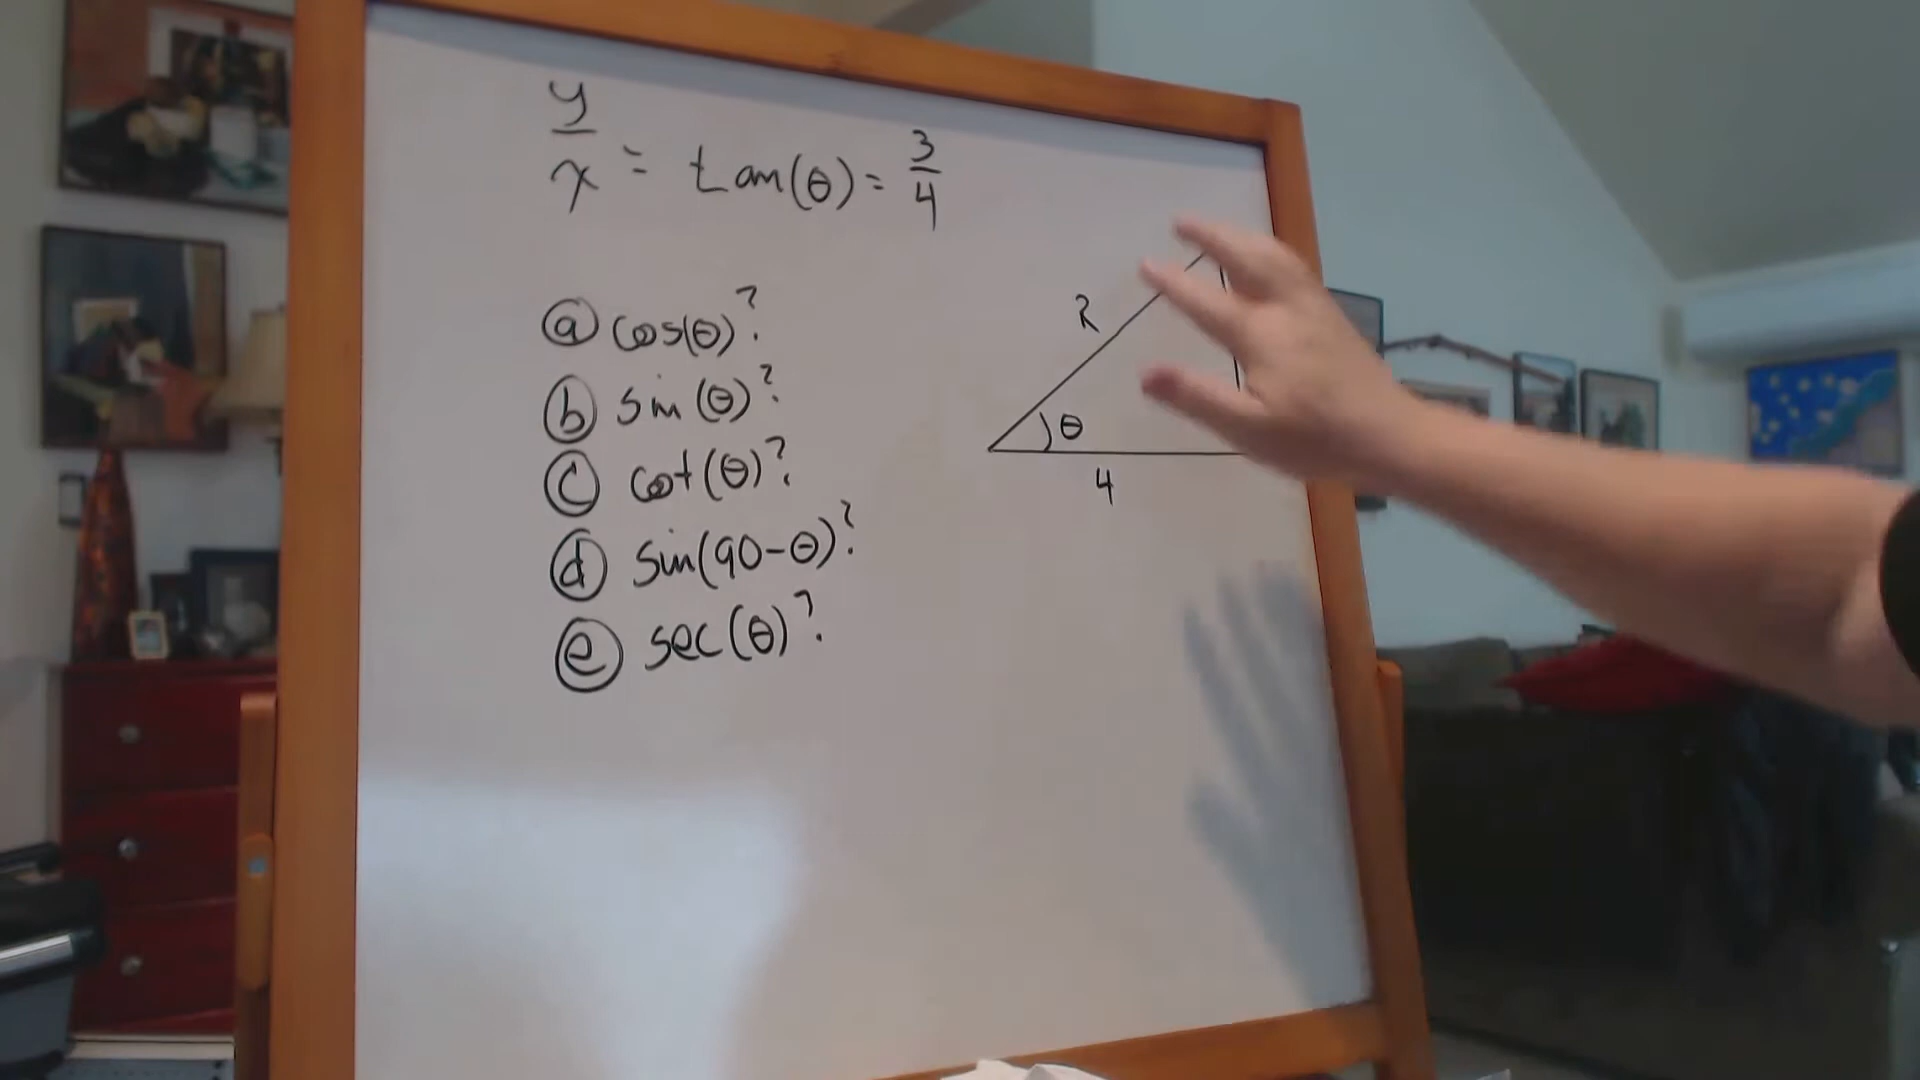 y/x = tan(θ) = 3/4
ⓐ cos(θ)?
ⓑ sin(θ)?
ⓒ cot(θ)?
ⓓ sin(90-θ)?
ⓔ sec(θ)?
R
θ
4